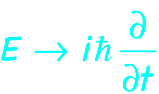 E → iħ ∂/∂t